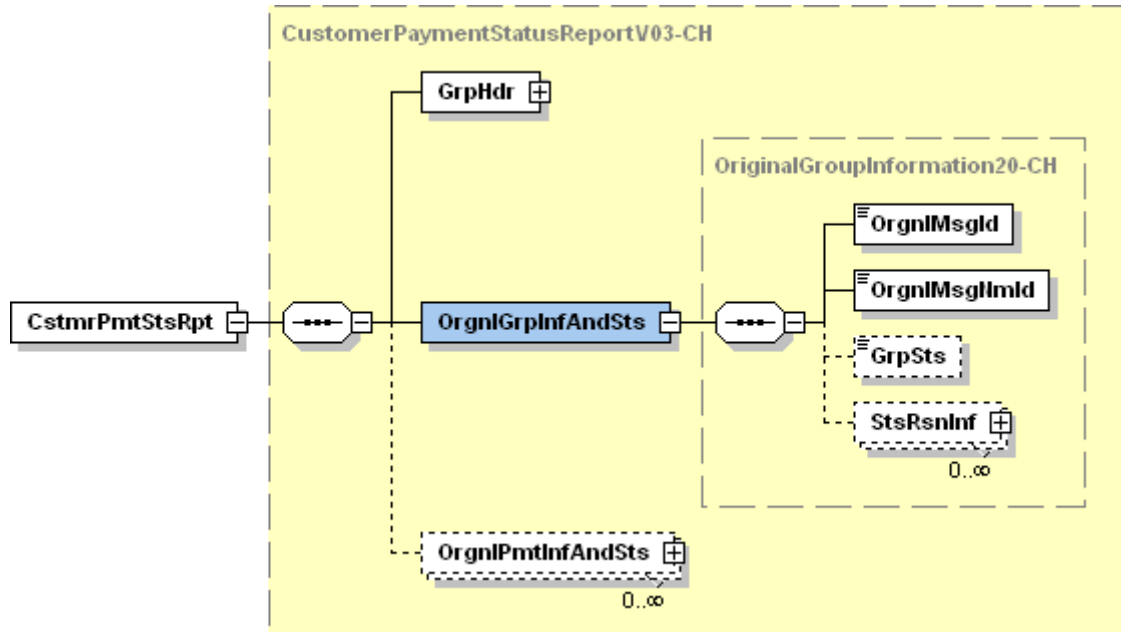 CustomerPaymentStatusReportV03-CH
GrpHdr
OriginalGroupInformation20-CH
OrgnlMsgId
OrgnlMsgNmId
CstmrPmtStsRpt
OrgnlGrpInfAndSts
GrpSts
StsRsnInf
0..∞
OrgnlPmtInfAndSts
0..∞